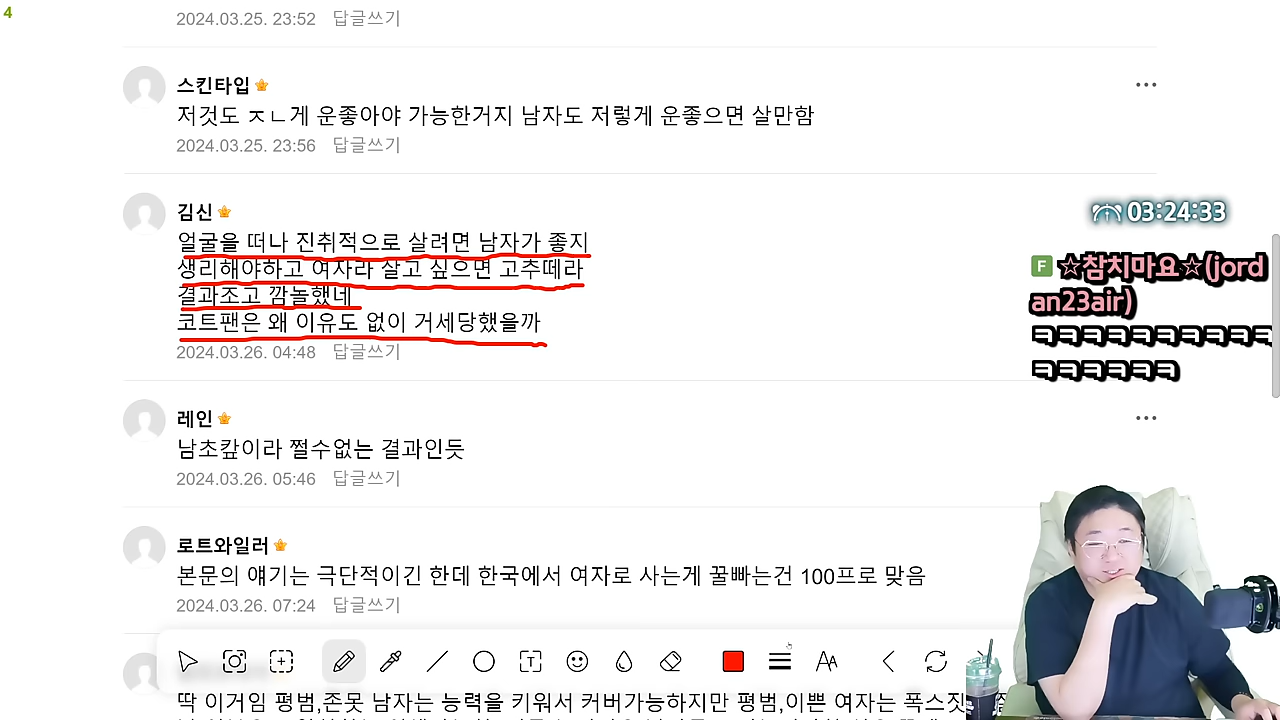 4
2024.03.25. 23:52 답글쓰기
스킨타입
저것도 ㅈㄴ게 운좋아야 가능한거지 남자도 저렇게 운좋으면 살만함
2024.03.25. 23:56 답글쓰기
김신
얼굴을 떠나 진취적으로 살려면 남자가 좋지
생리해야하고 여자라 살고 싶으면 고추떼라
결과조고 깜놀했네
코트팬은 왜 이유도 없이 거세당했을까
2024.03.26. 04:48 답글쓰기
03:24:33
F ☆참치마요☆(jord
an23air)
ㅋㅋㅋㅋㅋㅋㅋㅋㅋㅋ
ㅋㅋㅋㅋㅋㅋ
레인
남초캎이라 쩔수없는 결과인듯
2024.03.26. 05:46 답글쓰기
로트와일러
본문의 얘기는 극단적이긴 한데 한국에서 여자로 사는게 꿀빠는건 100프로 맞음
2024.03.26. 07:24 답글쓰기
딱 이거임 평범,존못 남자는 능력을 키워서 커버가능하지만 평범,이쁜 여자는 폭스짓